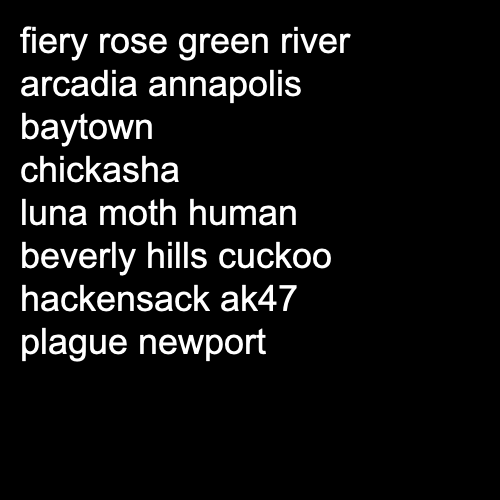 fiery rose green river
arcadia annapolis
baytown
chickasha
luna moth human
beverly hills cuckoo
hackensack ak47
plague newport